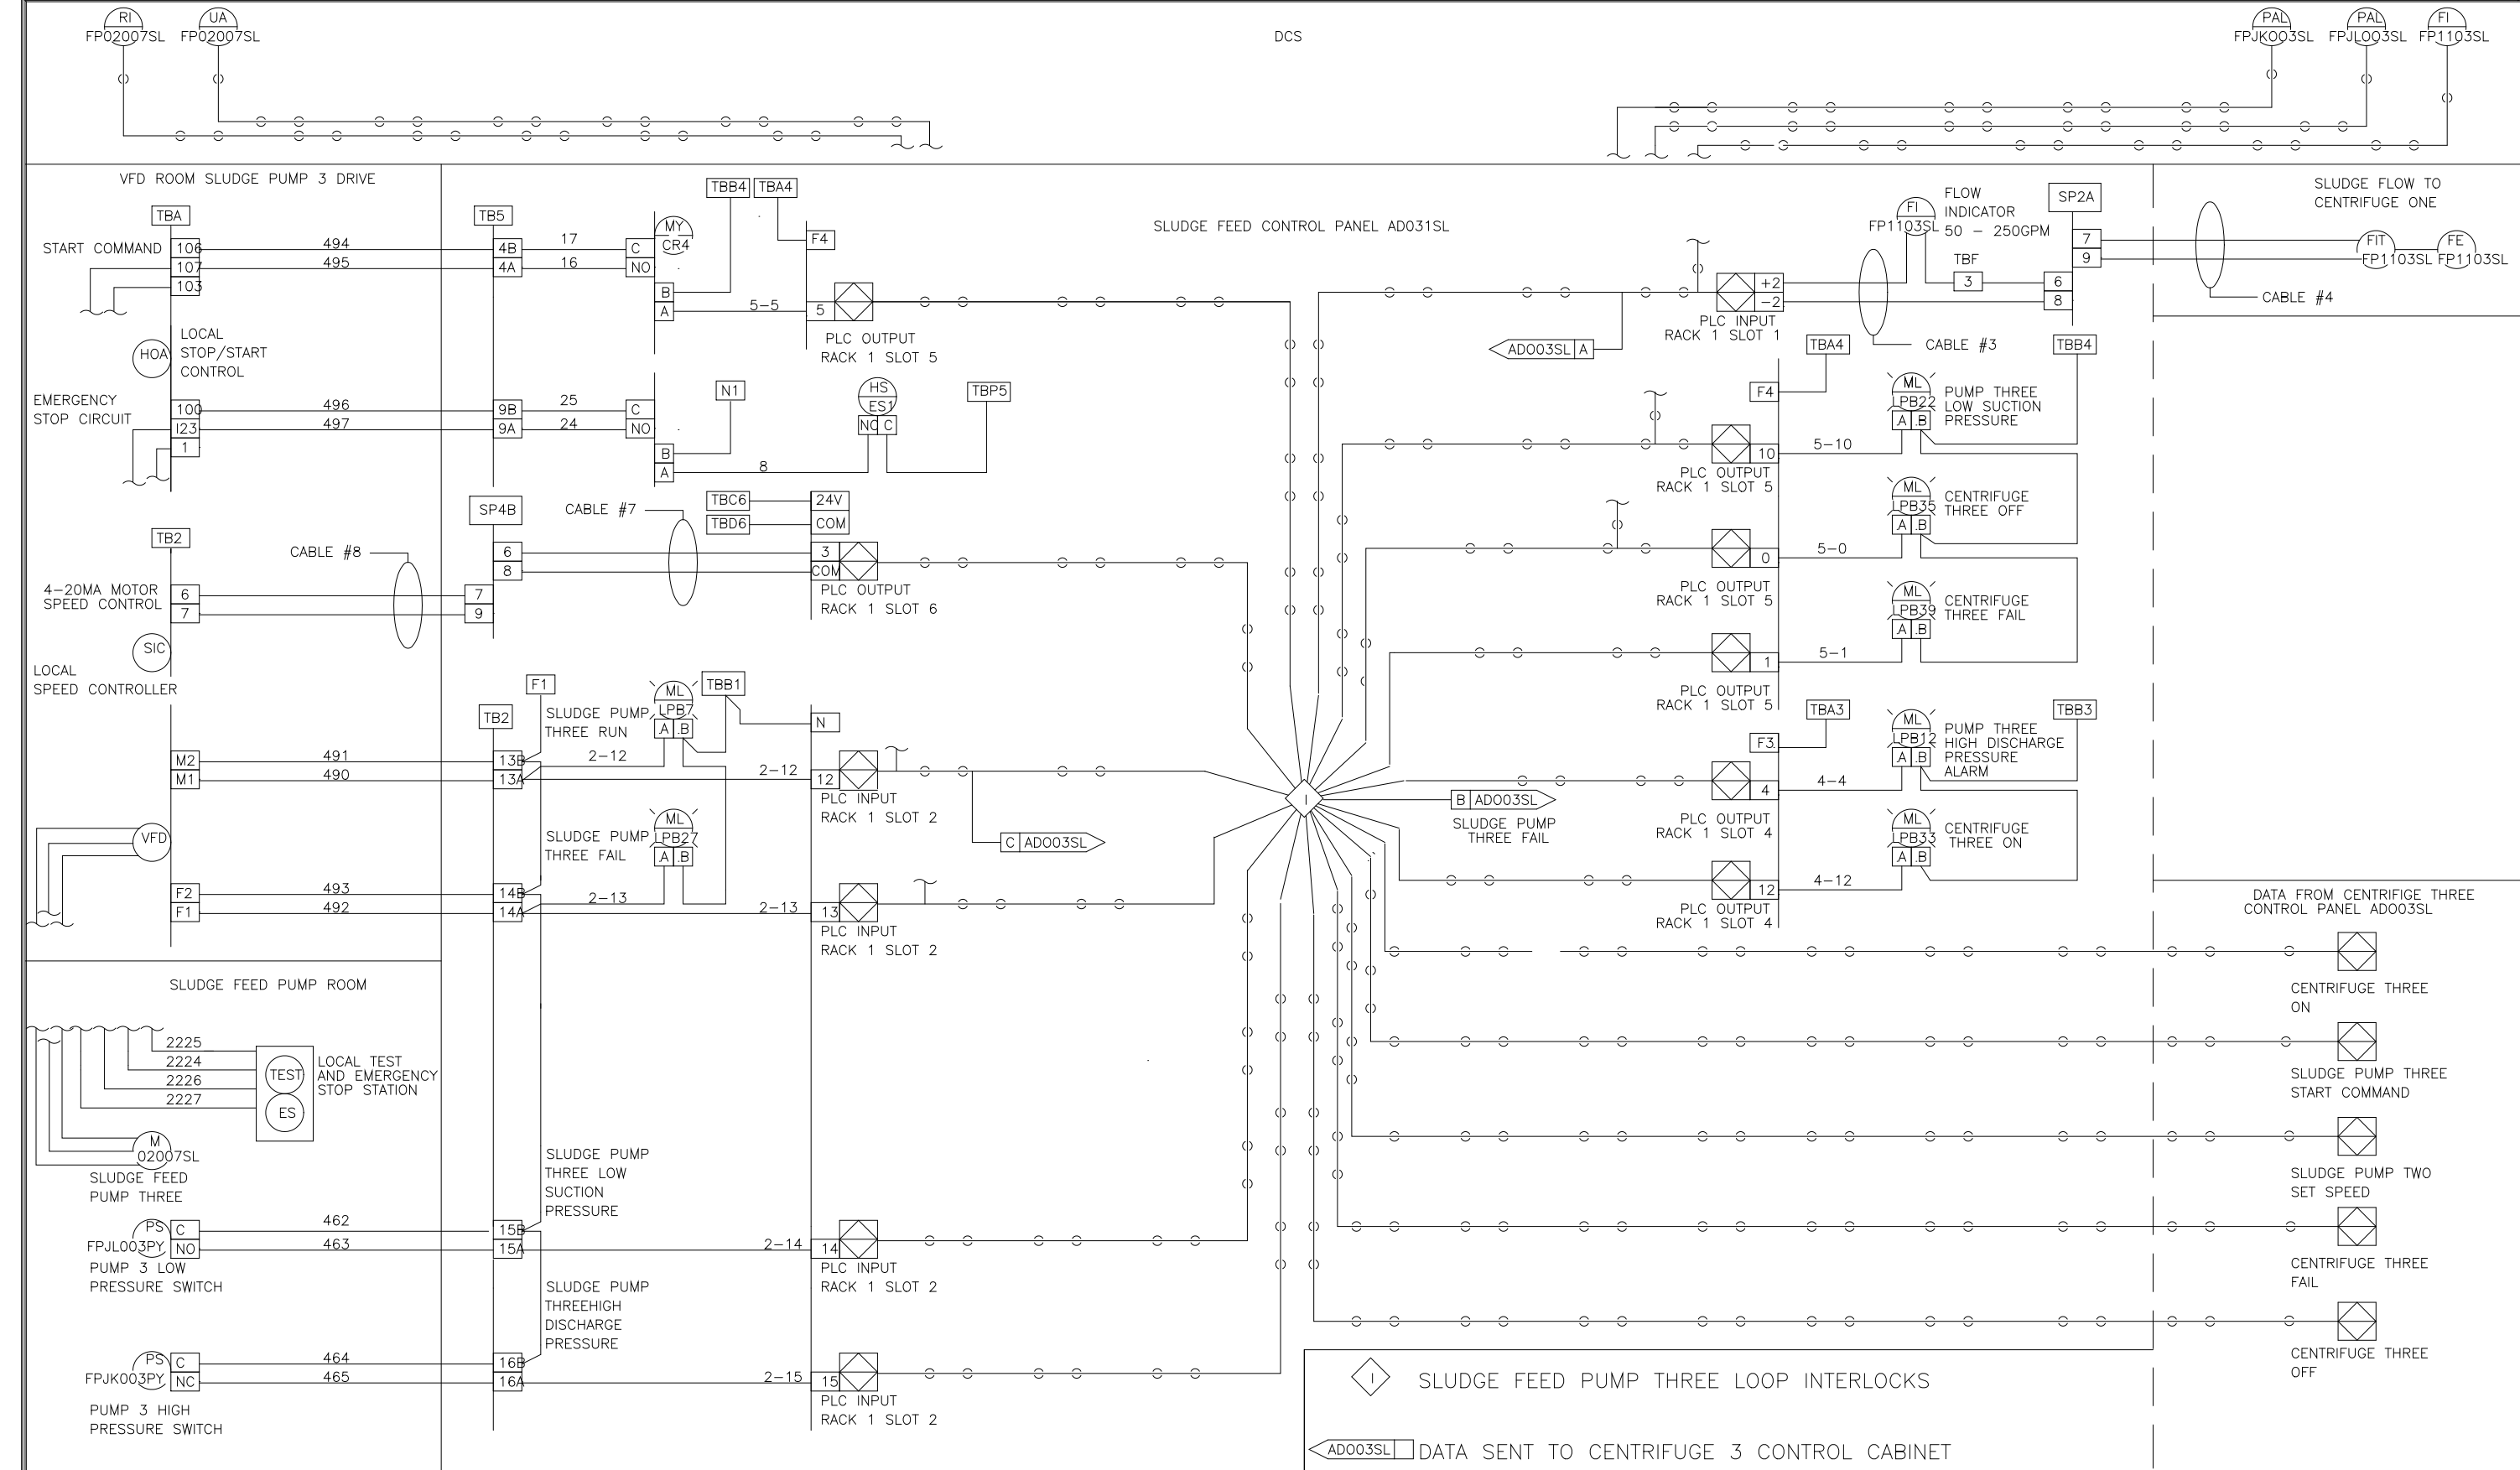 RI
FP02007SL
UA
FP02007SL
DCS
PAL
FPJK003SL
PAL
FPJL003SL
FI
FP1103SL
VFD ROOM SLUDGE PUMP 3 DRIVE
TBA
START COMMAND
106
107
103
494
495
LOCAL
STOP/START
CONTROL
HOA
EMERGENCY
STOP CIRCUIT
100
I23
1
496
497
TB2
CABLE #8
4-20MA MOTOR
SPEED CONTROL
6
7
SIC
LOCAL
SPEED CONTROLLER
M2
M1
491
490
VFD
F2
F1
493
492
SLUDGE FEED PUMP ROOM
2225
2224
2226
2227
TEST
ES
LOCAL TEST
AND EMERGENCY
STOP STATION
M
02007SL
SLUDGE FEED
PUMP THREE
PS
FPJL003PY
C
NO
462
463
PUMP 3 LOW
PRESSURE SWITCH
PS
FPJK003PY
C
NC
464
465
PUMP 3 HIGH
PRESSURE SWITCH
SLUDGE FEED CONTROL PANEL AD031SL
TB5
4B
4A
17
16
C
NO
MY
CR4
B
A
TBB4
TBA4
F4
5-5
5
PLC OUTPUT
RACK 1 SLOT 5
9B
9A
25
24
C
NO
B
A
N1
8
HS
ES1
NC
C
TBP5
SP4B
CABLE #7
TBC6
TBD6
24V
COM
6
8
3
COM
7
9
PLC OUTPUT
RACK 1 SLOT 6
F1
TB2
SLUDGE PUMP
THREE RUN
ML
LPB7
A
B
TBB1
N
13B
13A
2-12
2-12
12
PLC INPUT
RACK 1 SLOT 2
SLUDGE PUMP
THREE FAIL
ML
LPB27
A
B
C
AD003SL
14B
14A
2-13
2-13
13
PLC INPUT
RACK 1 SLOT 2
SLUDGE PUMP
THREE LOW
SUCTION
PRESSURE
15B
15A
2-14
14
PLC INPUT
RACK 1 SLOT 2
SLUDGE PUMP
THREEHIGH
DISCHARGE
PRESSURE
16B
16A
2-15
15
PLC INPUT
RACK 1 SLOT 2
I
FI
FP1103SL
FLOW
INDICATOR
50 - 250GPM
SP2A
7
9
TBF
3
6
8
+2
-2
PLC INPUT
RACK 1 SLOT 1
CABLE #3
AD003SL
A
TBA4
TBB4
F4
ML
LPB22
A
B
PUMP THREE
LOW SUCTION
PRESSURE
10
5-10
PLC OUTPUT
RACK 1 SLOT 5
ML
LPB35
A
B
CENTRIFUGE
THREE OFF
0
5-0
PLC OUTPUT
RACK 1 SLOT 5
ML
LPB39
A
B
CENTRIFUGE
THREE FAIL
1
5-1
PLC OUTPUT
RACK 1 SLOT 5
TBA3
TBB3
F3
ML
LPB12
A
B
PUMP THREE
HIGH DISCHARGE
PRESSURE
ALARM
4
4-4
PLC OUTPUT
RACK 1 SLOT 4
B
AD003SL
SLUDGE PUMP
THREE FAIL
ML
LPB33
A
B
CENTRIFUGE
THREE ON
12
4-12
PLC OUTPUT
RACK 1 SLOT 4
SLUDGE FLOW TO
CENTRIFUGE ONE
FIT
FP1103SL
FE
FP1103SL
CABLE #4
DATA FROM CENTRIFIGE THREE
CONTROL PANEL AD003SL
CENTRIFUGE THREE
ON
SLUDGE PUMP THREE
START COMMAND
SLUDGE PUMP TWO
SET SPEED
CENTRIFUGE THREE
FAIL
CENTRIFUGE THREE
OFF
I
SLUDGE FEED PUMP THREE LOOP INTERLOCKS
AD003SL
DATA SENT TO CENTRIFUGE 3 CONTROL CABINET